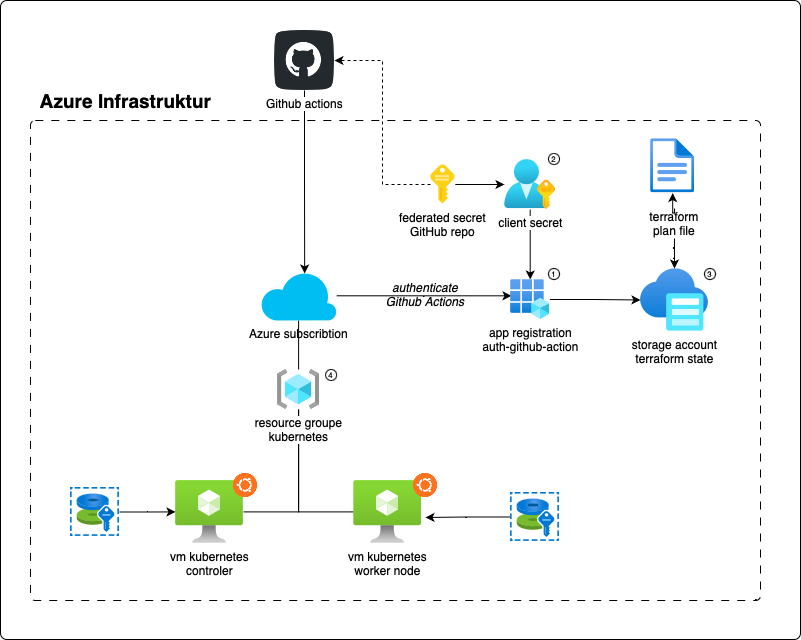 Github actions
Azure Infrastruktur
2
federated secret
GitHub repo
client secret
terraform
plan file
authenticate
Github Actions
1
3
Azure subscribtion
app registration
auth-github-action
storage account
terraform state
4
resource groupe
kubernetes
vm kubernetes
controler
vm kubernetes
worker node